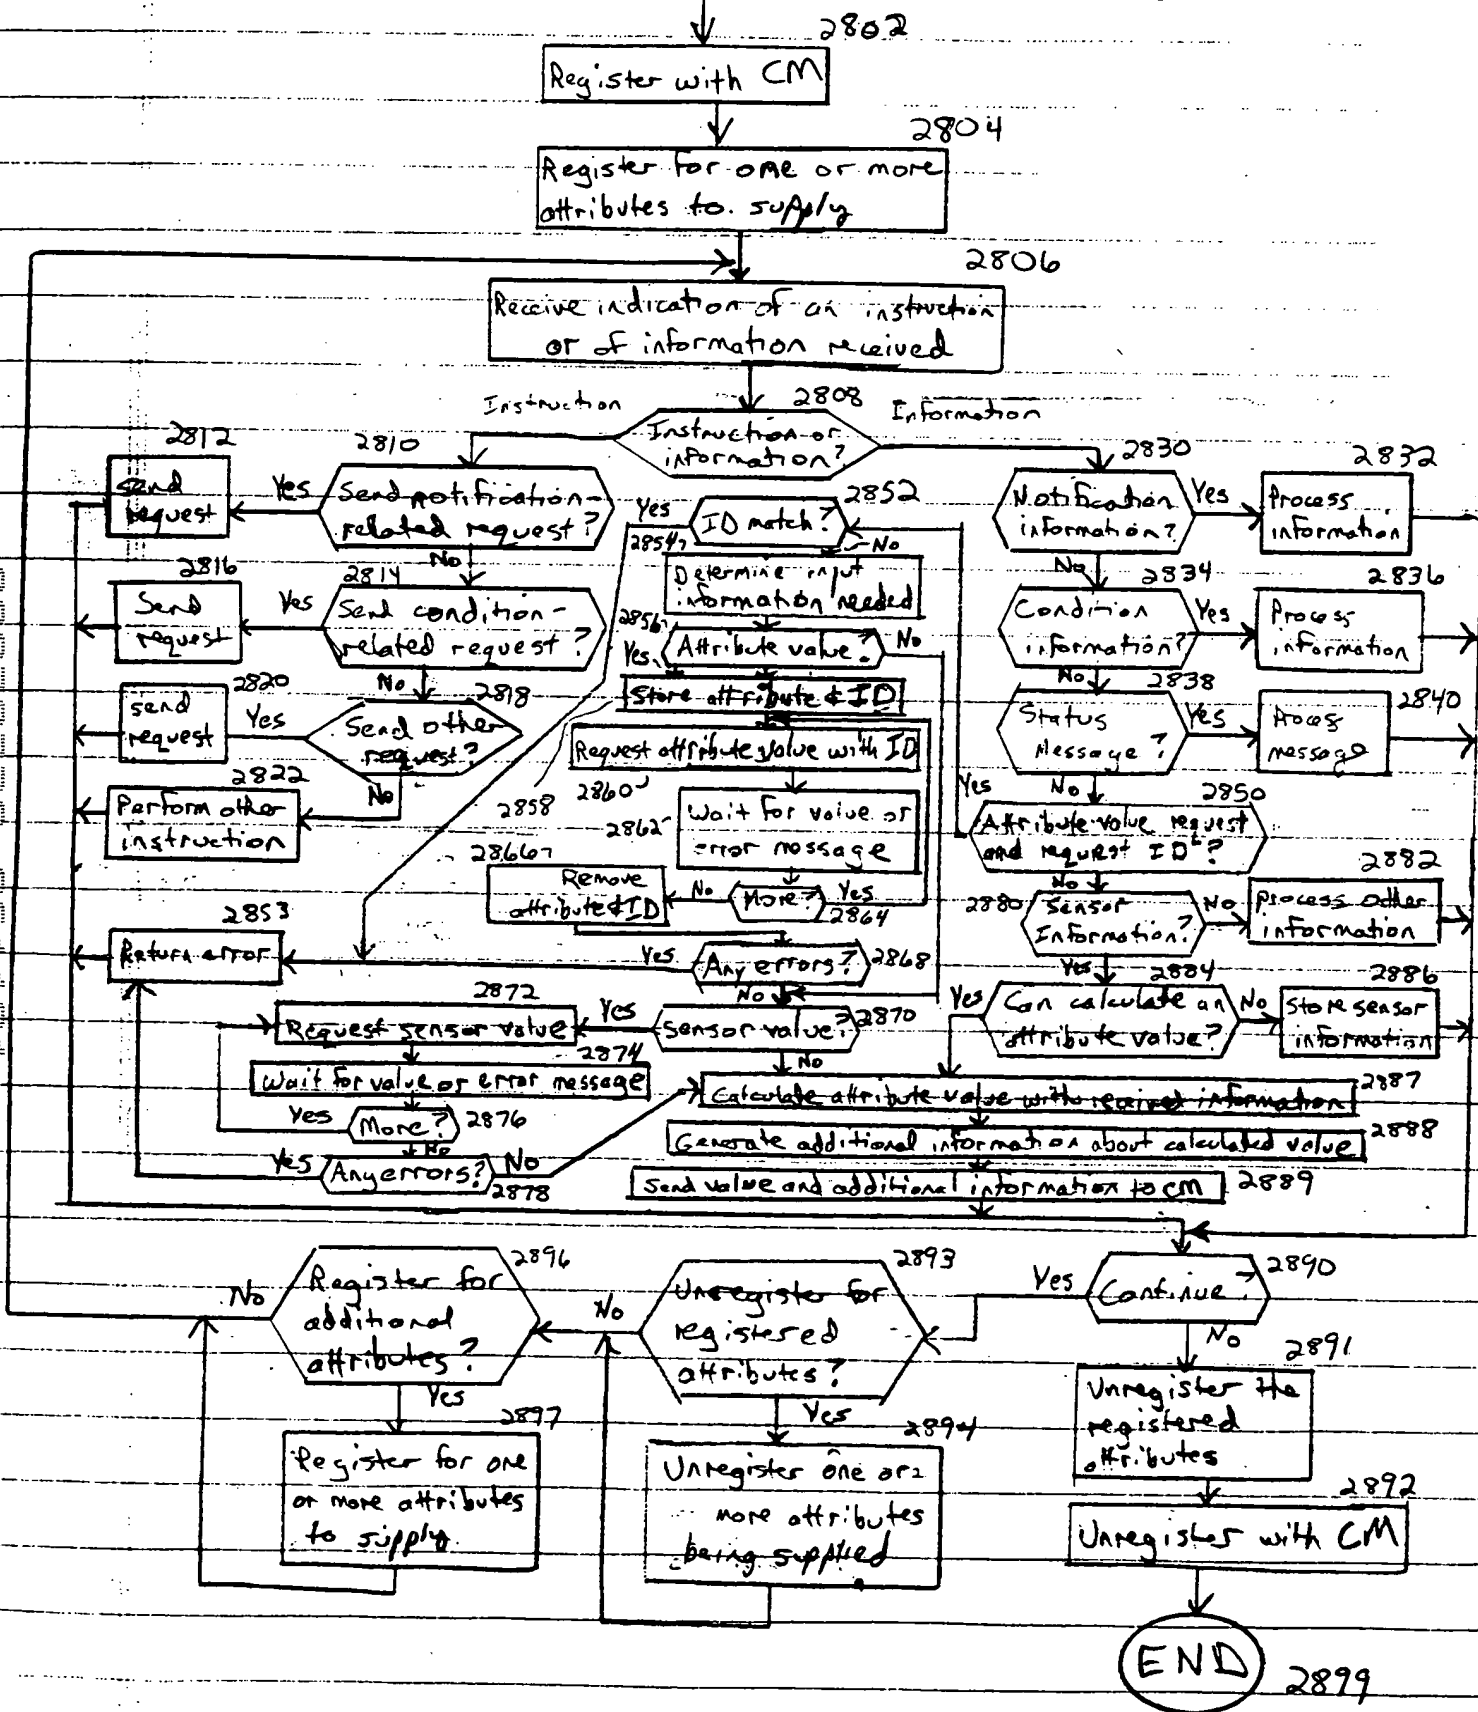 2802
Register with CM
2804
Register for one or more
attributes to supply
2806
Receive indication of an instruction
or of information received
2808
Instruction
Information
Instruction or
information?
2812
send
request
Yes
2810
Send notification-
related request?
No
2816
Send
request
Yes
2814
Send condition-
related request?
No
2820
send
request
Yes
2818
Send other
request?
No
2822
Perform other
instruction
2852
Yes
ID match?
No
2854
Determine input
information needed
2856
Attribute value?
No
Yes
Store attribute & ID
2858
Request attribute value with ID
2860
Wait for value or
error message
2862
More?
Yes
No
2864
2866
Remove
attribute & ID
2853
Return error
Yes
Any errors?
2868
No
2872
Request sensor value
Yes
Sensor value?
2870
No
2874
Wait for value or error message
Yes
More?
2876
No
Yes
Any errors?
No
2878
2830
Notification
information?
Yes
2832
Process
information
No
2834
Condition
information?
Yes
2836
Process
information
No
2838
Status
Message?
Yes
2840
Process
message
No
2850
Yes
Attribute value request
and request ID?
No
2880
Sensor
Information?
No
2882
process other
information
Yes
2884
Yes
Can calculate an
attribute value?
No
2886
store sensor
information
2887
Calculate attribute value with received information
2888
Generate additional information about calculated value
Send value and additional information to CM
2889
2890
Continue?
Yes
No
2891
Unregister the
registered
attributes
2892
Unregister with CM
END
2899
2893
Unregister for
registered
attributes?
No
Yes
2894
Unregister one or
more attributes
being supplied
2896
Register for
additional
attributes?
No
Yes
2897
Register for one
or more attributes
to supply